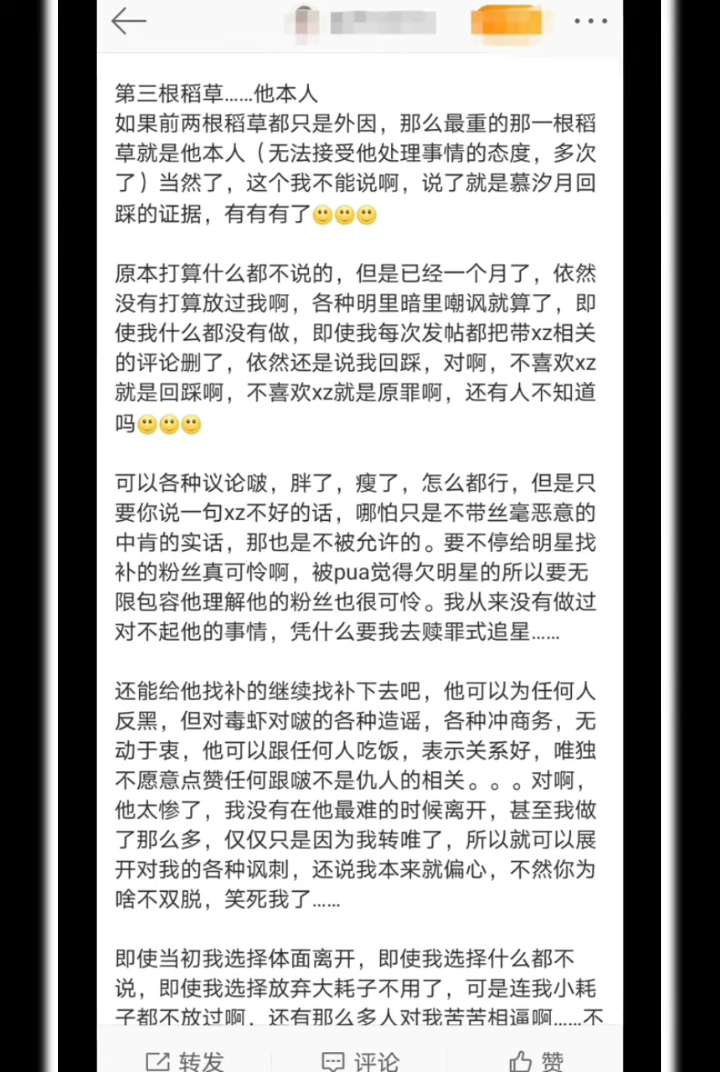 第三根稻草……他本人
如果前两根稻草都只是外因，那么最重的那一根稻
草就是他本人（无法接受他处理事情的态度，多次
了）当然了，这个我不能说啊，说了就是慕汐月回
踩的证据，有有有了
原本打算什么都不说的，但是已经一个月了，依然
没有打算放过我啊，各种明里暗里嘲讽就算了，即
使我什么都没有做，即使我每次发帖都把带xz相关
的评论删了，依然还是说我回踩，对啊，不喜欢xz
就是回踩啊，不喜欢xz就是原罪啊，还有人不知道
吗
可以各种议论啵，胖了，瘦了，怎么都行，但是只
要你说一句xz不好的话，哪怕只是不带丝毫恶意的
中肯的实话，那也是不被允许的。要不停给明星找
补的粉丝真可怜啊，被pua觉得欠明星的所以要无
限包容他理解他的粉丝也很可怜。我从来没有做过
对不起他的事情，凭什么要我去赎罪式追星……
还能给他找补的继续找补下去吧，他可以为任何人
反黑，但对毒虾对啵的各种造谣，各种冲商务，无
动于衷，他可以跟任何人吃饭，表示关系好，唯独
不愿意点赞任何跟啵不是仇人的相关。。。对啊，
他太惨了，我没有在他最难的时候离开，甚至我做
了那么多，仅仅只是因为我转唯了，所以就可以展
开对我的各种讽刺，还说我本来就偏心，不然你为
啥不双脱，笑死我了……
即使当初我选择体面离开，即使我选择什么都不
说，即使我选择放弃大耗子不用了，可是连我小耗
子都不放过啊，还有那么多人对我苦苦相逼啊……不
转发 评论 赞